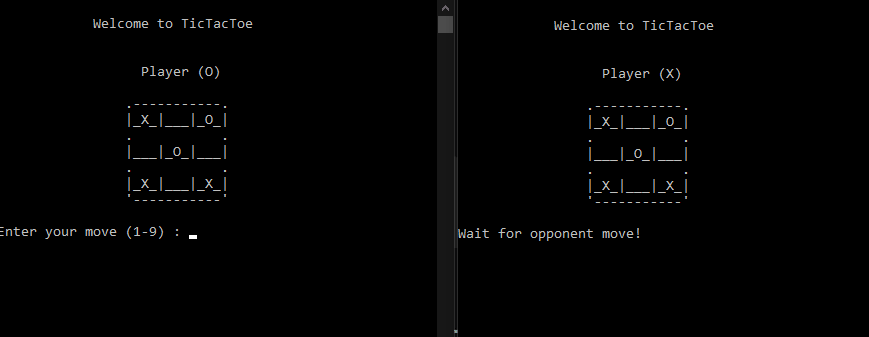 Welcome to TicTacToe
Player (O)
.-----------.
|_X_|___|_O_|
.           .
|___|_O_|___|
.           .
|_X_|___|_X_|
'-----------'
Enter your move (1-9) :
Welcome to TicTacToe
Player (X)
.-----------.
|_X_|___|_O_|
.           .
|___|_O_|___|
.           .
|_X_|___|_X_|
'-----------'
Wait for opponent move!